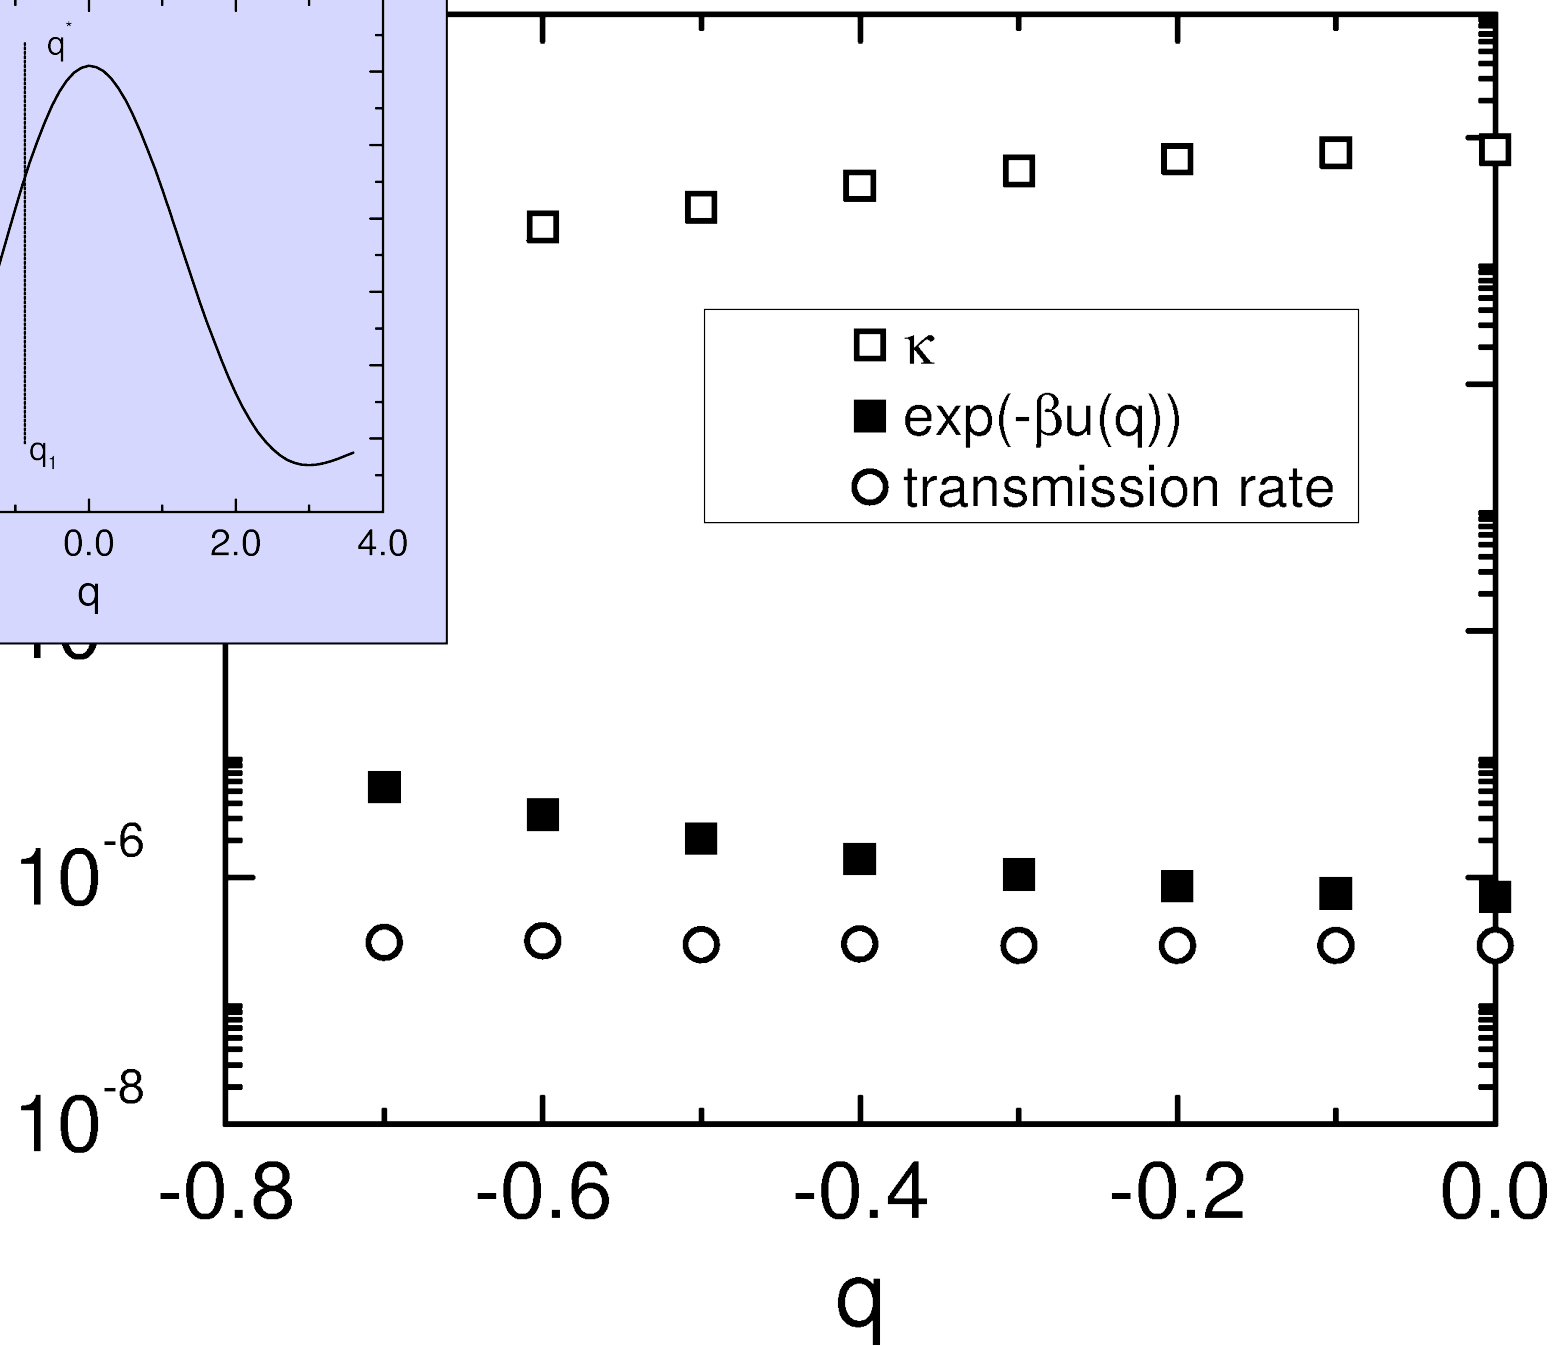 q*
q1
0.0 2.0 4.0
q
κ
exp(-βu(q))
transmission rate
10
10-6
10-8
-0.8 -0.6 -0.4 -0.2 0.0
q